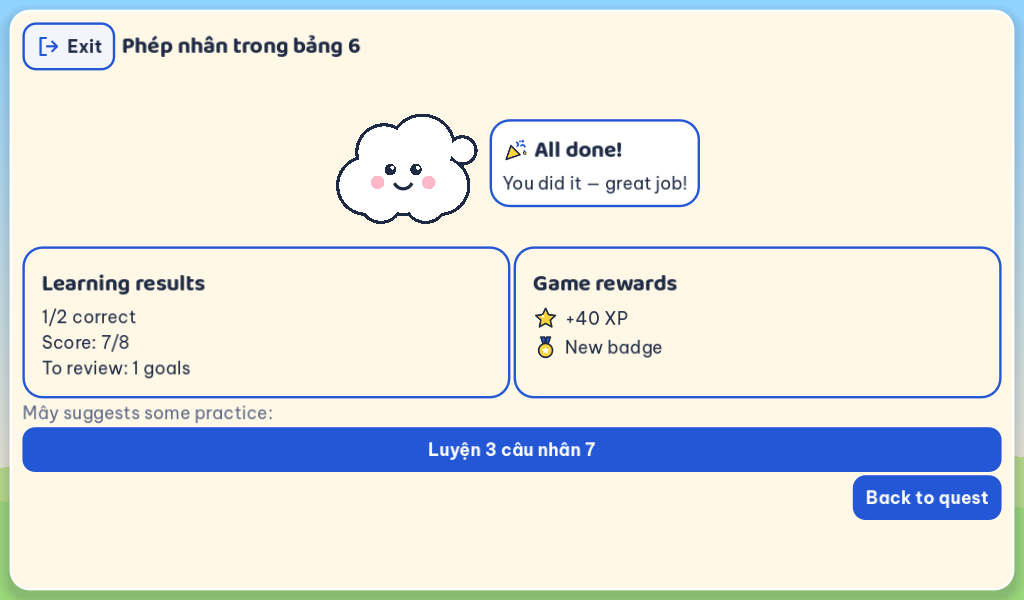 Exit
Phép nhân trong bảng 6
All done!
You did it — great job!
Learning results
1/2 correct
Score: 7/8
To review: 1 goals
Game rewards
+40 XP
New badge
Mây suggests some practice:
Luyện 3 câu nhân 7
Back to quest